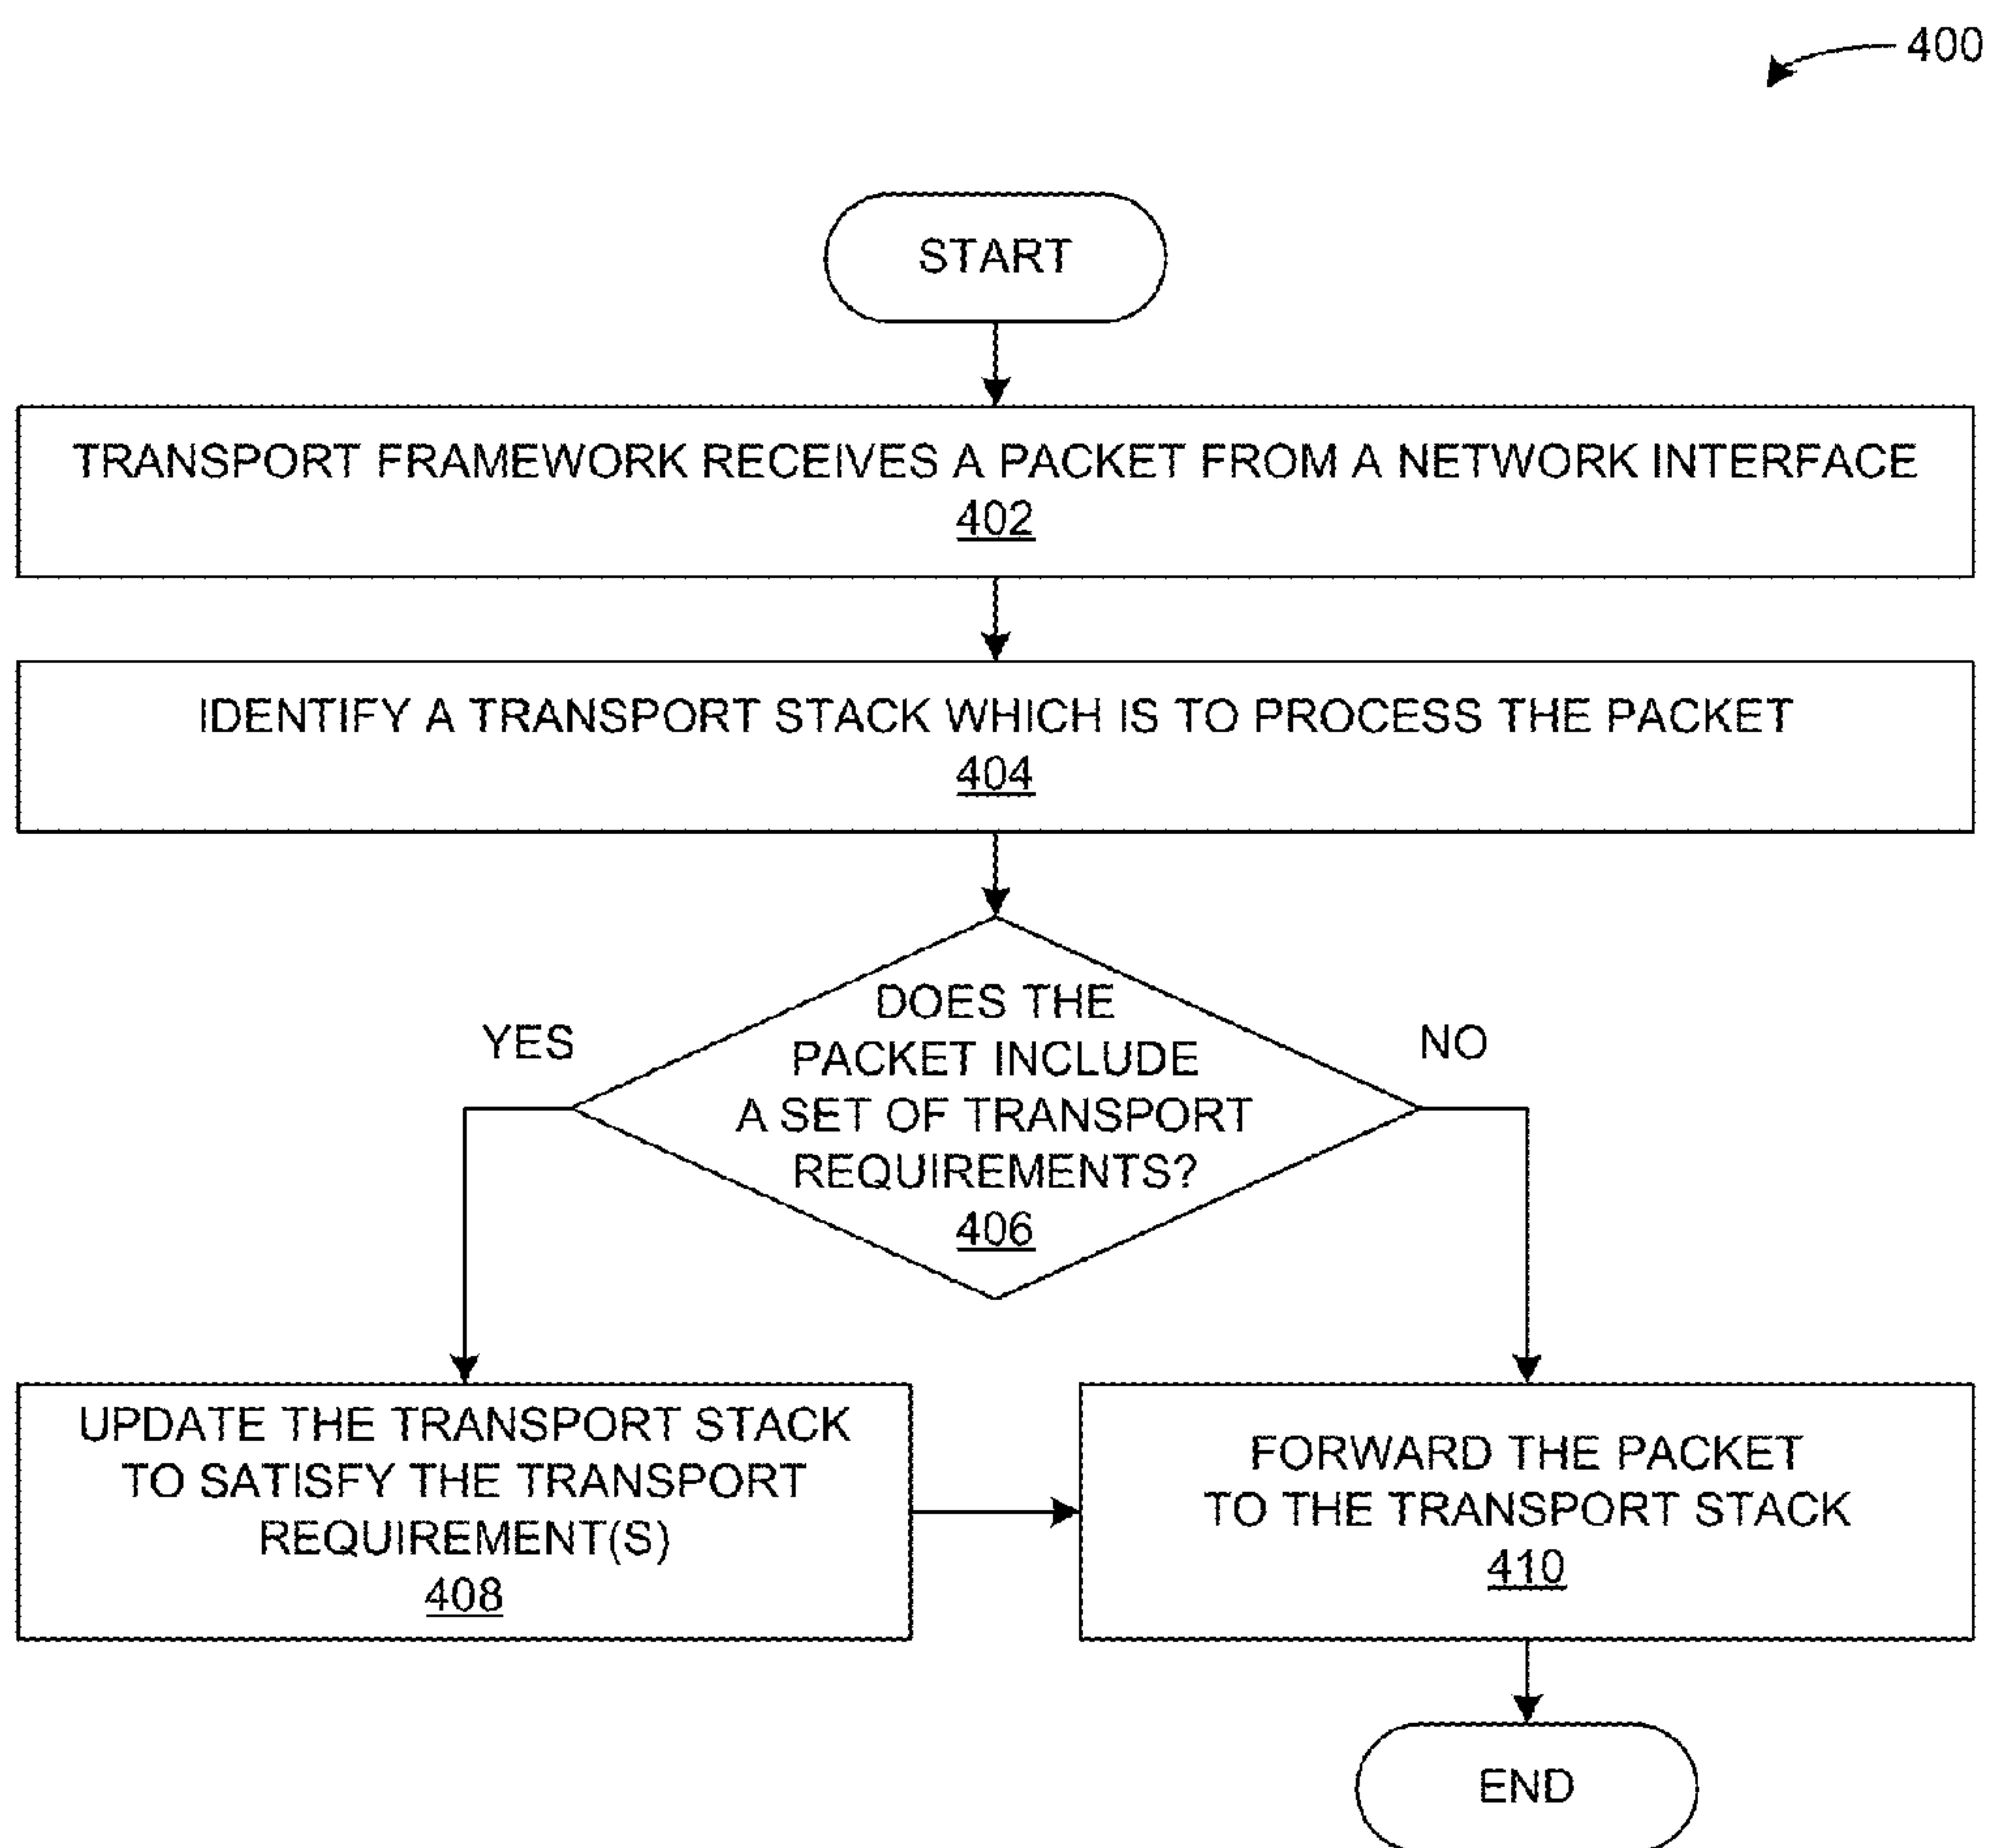 400
START
TRANSPORT FRAMEWORK RECEIVES A PACKET FROM A NETWORK INTERFACE
402
IDENTIFY A TRANSPORT STACK WHICH IS TO PROCESS THE PACKET
404
DOES THE
PACKET INCLUDE
A SET OF TRANSPORT
REQUIREMENTS?
406
YES
NO
UPDATE THE TRANSPORT STACK
TO SATISFY THE TRANSPORT
REQUIREMENT(S)
408
FORWARD THE PACKET
TO THE TRANSPORT STACK
410
END